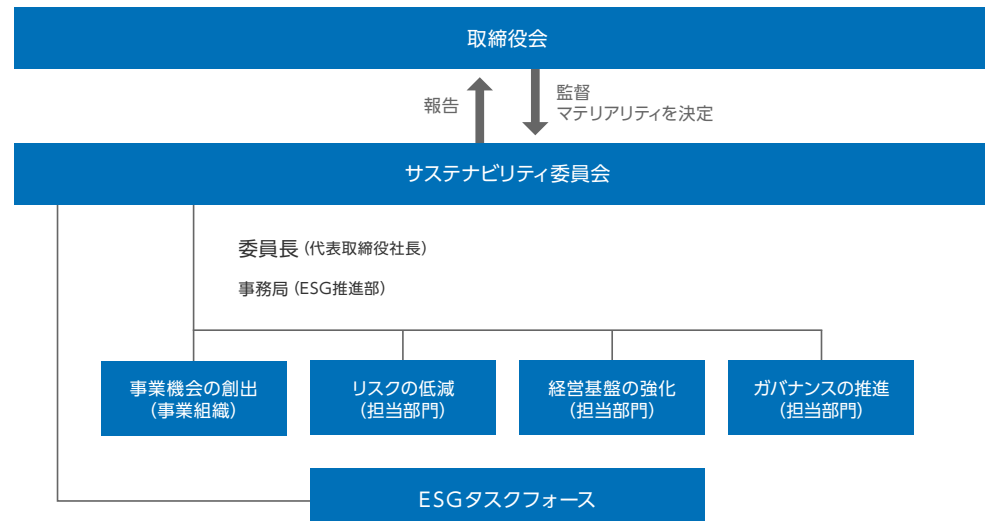 取締役会
報告
監督
マテリアリティを決定
サステナビリティ委員会
委員長 (代表取締役社長)
事務局 (ESG推進部)
事業機会の創出
(事業組織)
リスクの低減
(担当部門)
経営基盤の強化
(担当部門)
ガバナンスの推進
(担当部門)
ESGタスクフォース